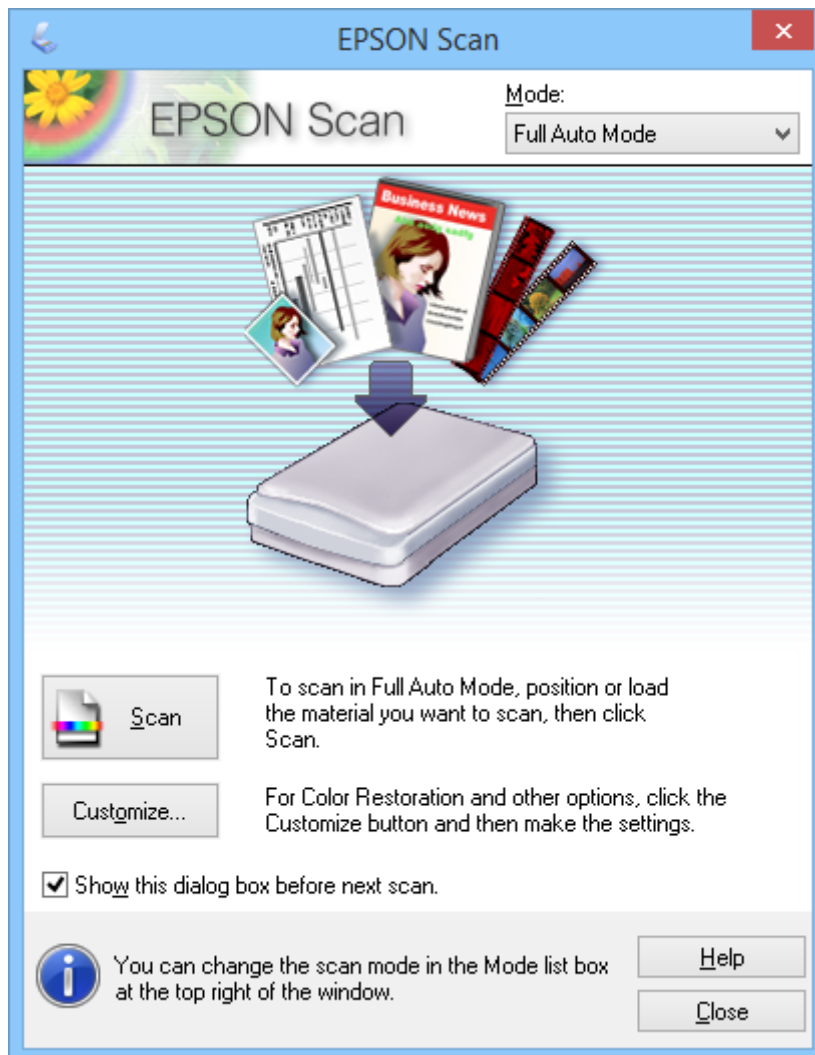 EPSON Scan
EPSON Scan
Mode:
Full Auto Mode
Business News
Scan
To scan in Full Auto Mode, position or load
the material you want to scan, then click
Scan.
Customize...
For Color Restoration and other options, click the
Customize button and then make the settings.
Show this dialog box before next scan.
You can change the scan mode in the Mode list box
at the top right of the window.
Help
Close